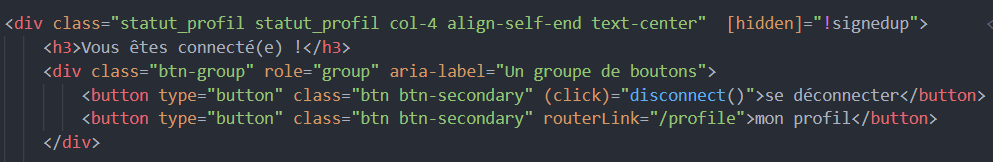 <div class="statut_profil statut_profil col-4 align-self-end text-center"  [hidden]="!signedup">
<h3>Vous êtes connecté(e) !</h3>
<div class="btn-group" role="group" aria-label="Un groupe de boutons">
<button type="button" class="btn btn-secondary" (click)="disconnect()">se déconnecter</button>
<button type="button" class="btn btn-secondary" routerLink="/profile">mon profil</button>
</div>